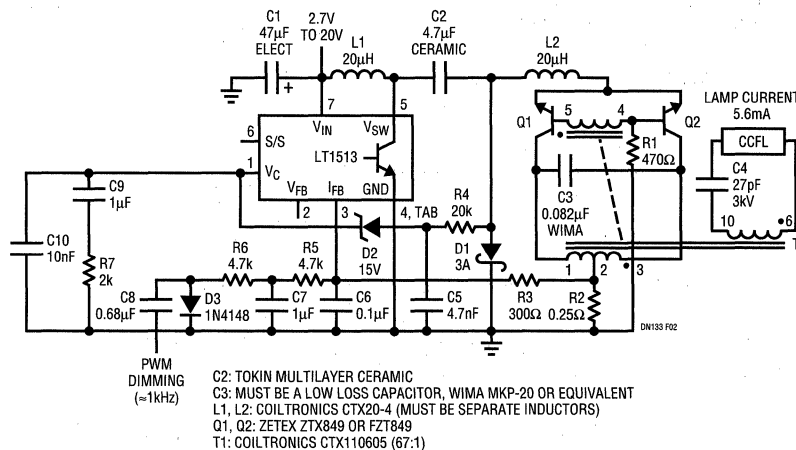 C1
47µF
ELECT
+
2.7V
TO 20V
L1
20µH
C2
4.7µF
CERAMIC
L2
20µH
7
5
VIN
VSW
6
S/S
LT1513
1
VC
VFB
IFB
GND
2
3
4, TAB
Q1
5
4
Q2
R1
470Ω
C3
0.082µF
WIMA
1
2
3
LAMP CURRENT
5.6mA
CCFL
C4
27pF
3kV
10
6
T
C9
1µF
C10
10nF
R7
2k
R4
20k
D2
15V
D1
3A
R6
4.7k
R5
4.7k
C8
0.68µF
D3
1N4148
C7
1µF
C6
0.1µF
C5
4.7nF
R3
300Ω
R2
0.25Ω
DN133 F02
PWM
DIMMING
(≈1kHz)
C2: TOKIN MULTILAYER CERAMIC
C3: MUST BE A LOW LOSS CAPACITOR, WIMA MKP-20 OR EQUIVALENT
L1, L2: COILTRONICS CTX20-4 (MUST BE SEPARATE INDUCTORS)
Q1, Q2: ZETEX ZTX849 OR FZT849
T1: COILTRONICS CTX110605 (67:1)